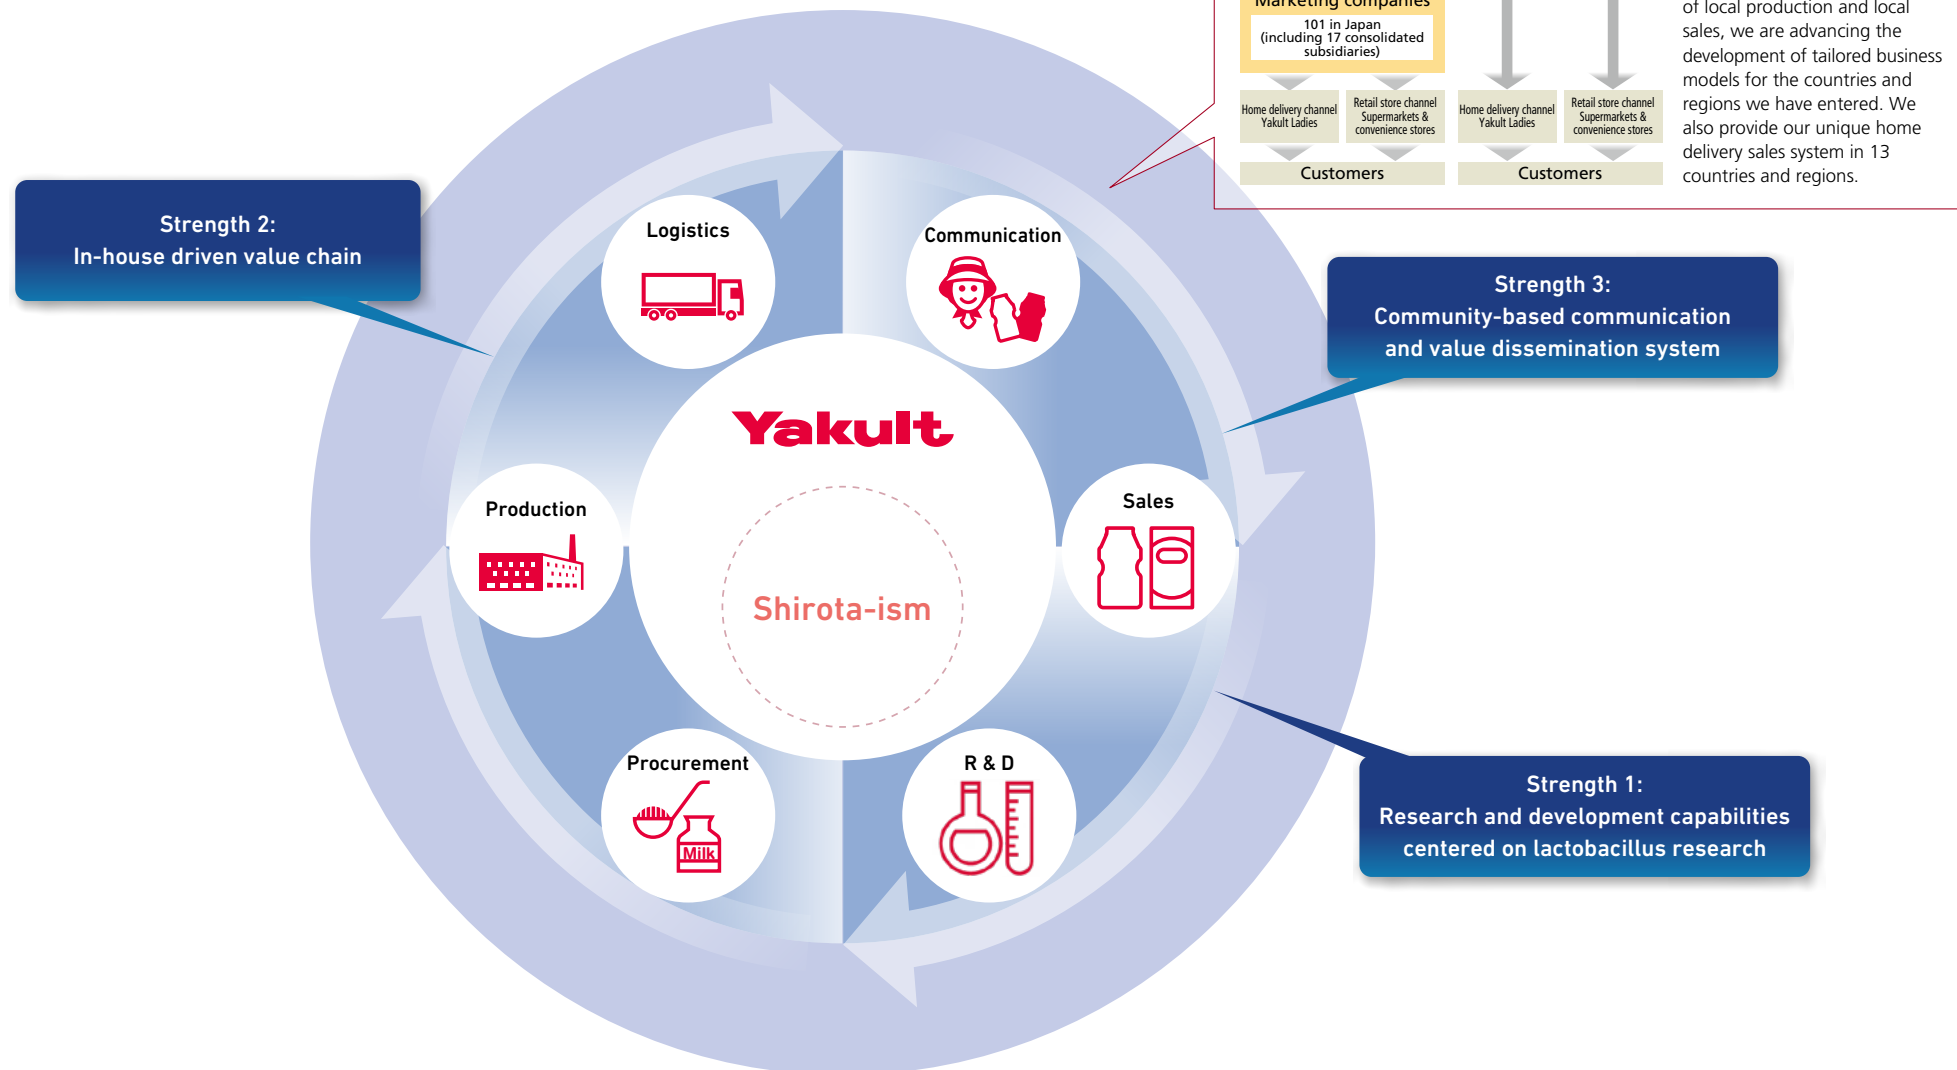 Marketing companies
101 in Japan
(including 17 consolidated
subsidiaries)
Home delivery channel
Yakult Ladies
Retail store channel
Supermarkets &
convenience stores
Home delivery channel
Yakult Ladies
Retail store channel
Supermarkets &
convenience stores
Customers
Customers
of local production and local
sales, we are advancing the
development of tailored business
models for the countries and
regions we have entered. We
also provide our unique home
delivery sales system in 13
countries and regions.
Strength 2:
In-house driven value chain
Logistics
Communication
Strength 3:
Community-based communication
and value dissemination system
Yakult
Production
Sales
Shirota-ism
Procurement
Milk
R & D
Strength 1:
Research and development capabilities
centered on lactobacillus research